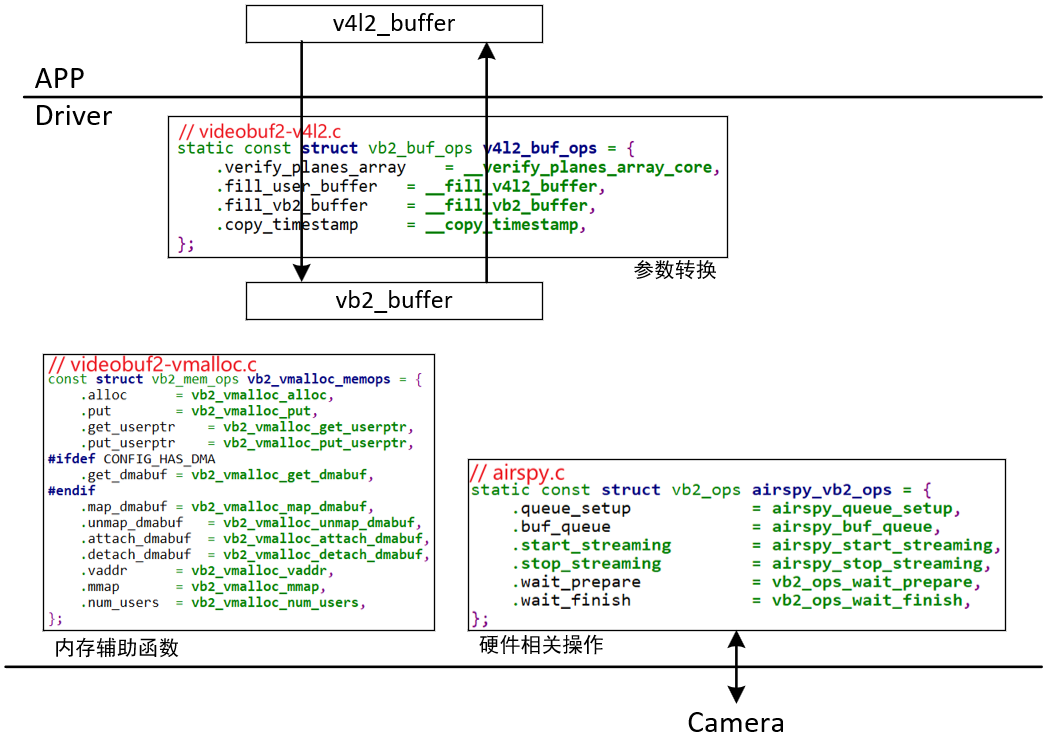 v4l2_buffer
APP
Driver
// videobuf2-v4l2.c
static const struct vb2_buf_ops v4l2_buf_ops = {
.verify_planes_array = __verify_planes_array_core,
.fill_user_buffer = __fill_v4l2_buffer,
.fill_vb2_buffer = __fill_vb2_buffer,
.copy_timestamp = __copy_timestamp,
};
参数转换
vb2_buffer
// videobuf2-vmalloc.c
const struct vb2_mem_ops vb2_vmalloc_memops = {
.alloc = vb2_vmalloc_alloc,
.put = vb2_vmalloc_put,
.get_userptr = vb2_vmalloc_get_userptr,
.put_userptr = vb2_vmalloc_put_userptr,
#ifdef CONFIG_HAS_DMA
.get_dmabuf = vb2_vmalloc_get_dmabuf,
#endif
.map_dmabuf = vb2_vmalloc_map_dmabuf,
.unmap_dmabuf = vb2_vmalloc_unmap_dmabuf,
.attach_dmabuf = vb2_vmalloc_attach_dmabuf,
.detach_dmabuf = vb2_vmalloc_detach_dmabuf,
.vaddr = vb2_vmalloc_vaddr,
.mmap = vb2_vmalloc_mmap,
.num_users = vb2_vmalloc_num_users,
};
内存辅助函数
// airspy.c
static const struct vb2_ops airspy_vb2_ops = {
.queue_setup = airspy_queue_setup,
.buf_queue = airspy_buf_queue,
.start_streaming = airspy_start_streaming,
.stop_streaming = airspy_stop_streaming,
.wait_prepare = vb2_ops_wait_prepare,
.wait_finish = vb2_ops_wait_finish,
};
硬件相关操作
Camera